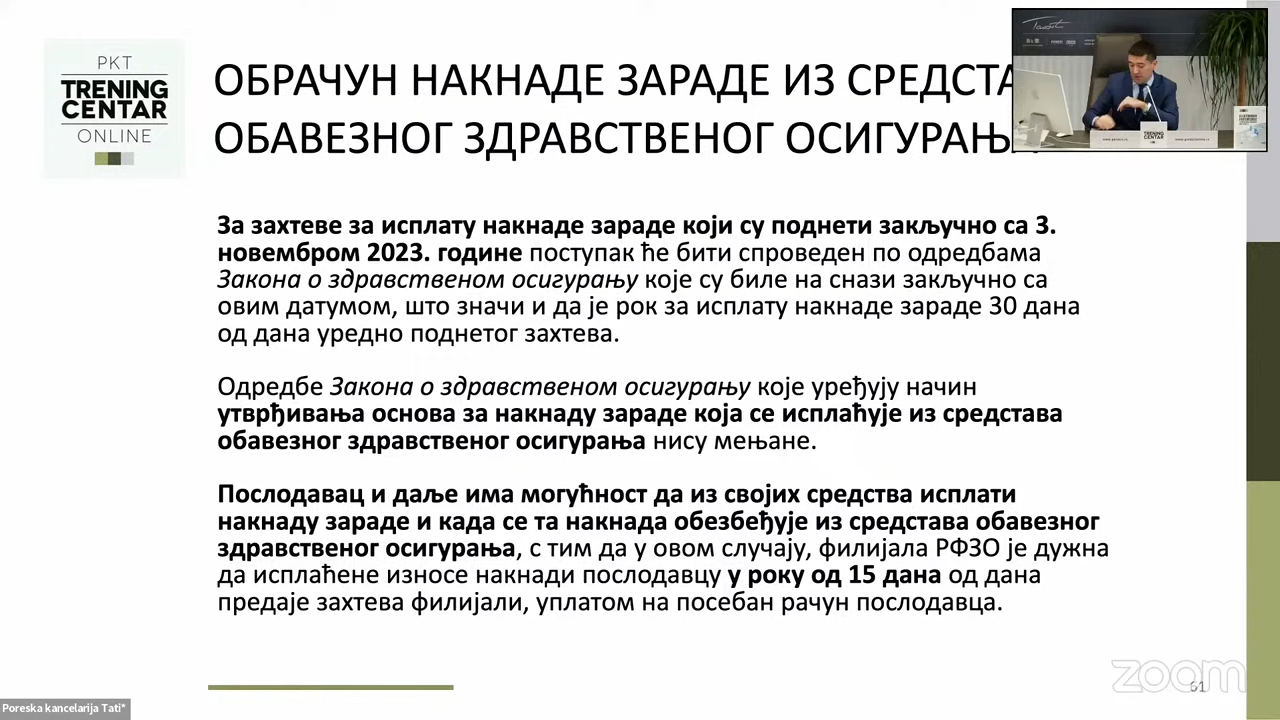 PKT
TRENING
CENTAR
ONLINE
ОБРАЧУН НАКНАДЕ ЗАРАДЕ ИЗ
ОБАВЕЗНОГ ЗДРАВСТВЕНОГ
За захтеве за исплату накнаде зараде који су поднети закључно са 3.
новембром 2023. године поступак ће бити спроведен по одредбама
Закона о здравственом осигурању које су биле на снази закључно са
овим датумом, што значи и да је рок за исплату накнаде зараде 30 дана
од дана уредно поднетог захтева.
Одредбе Закона о здравственом осигурању које уређују начин
утврђивања основа за накнаду зараде која се исплаћује из средстава
обавезног здравственог осигурања нису мењане.
Послодавац и даље има могућност да из својих средства исплати
накнаду зараде и када се та накнада обезбеђује из средстава обавезног
здравственог осигурања, с тим да у овом случају, филијала РФЗО је дужна
да исплаћене износе накнади послодавцу у року од 15 дана од дана
предаје захтева филијали, уплатом на посебан рачун послодавца.
TRENING
CENTAR
zoom
61
Poreska kancelarija Tati*